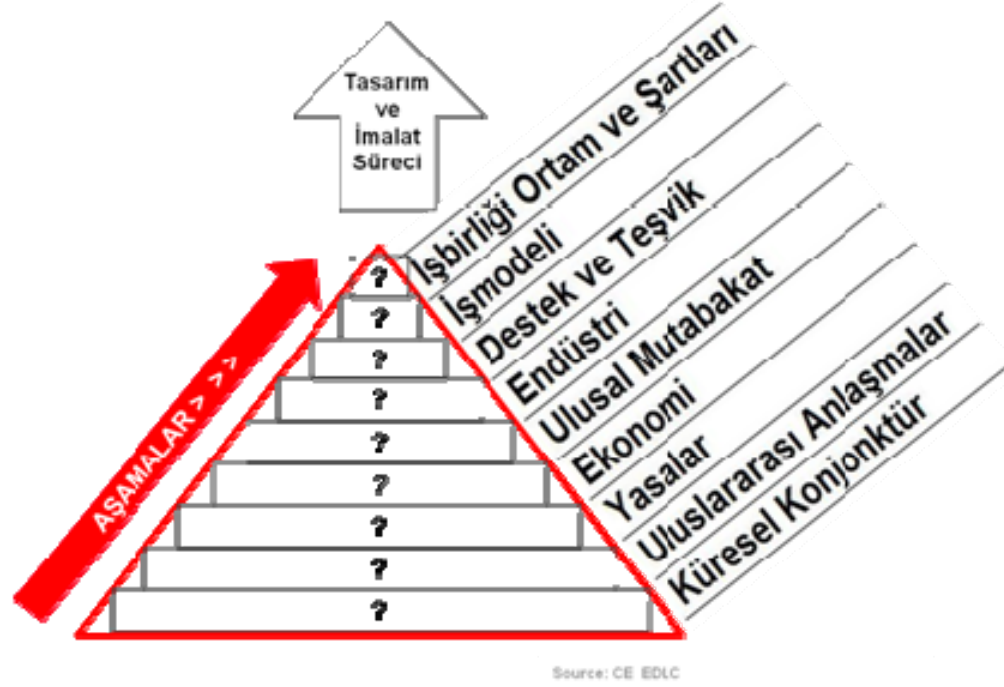 Tasarım
ve
İmalat
Süreci
İşbirliği Ortam ve Şartları
İşmodeli
Destek ve Teşvik
Endüstri
Ulusal Mutabakat
Ekonomi
Yasalar
Uluslararası Anlaşmalar
Küresel Konjonktür
AŞAMALAR > > >
?
?
?
?
?
?
?
?
?
Source: CE EDLC